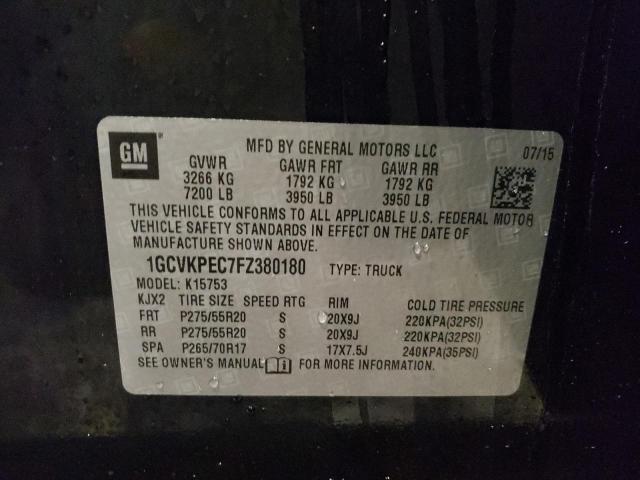 GM
MFD BY GENERAL MOTORS LLC 07/15
GVWR GAWR FRT GAWR RR
3266 KG 1792 KG 1792 KG
7200 LB 3950 LB 3950 LB
THIS VEHICLE CONFORMS TO ALL APPLICABLE U.S. FEDERAL MOTOR
VEHICLE SAFETY STANDARDS IN EFFECT ON THE DATE OF
MANUFACTURE SHOWN ABOVE.
1GCVKPEC7FZ380180 TYPE: TRUCK
MODEL: K15753
KJX2 TIRE SIZE SPEED RTG RIM COLD TIRE PRESSURE
FRT P275/55R20 S 20X9J 220KPA(32PSI)
RR P275/55R20 S 20X9J 220KPA(32PSI)
SPA P265/70R17 S 17X7.5J 240KPA(35PSI)
SEE OWNER'S MANUAL i FOR MORE INFORMATION.